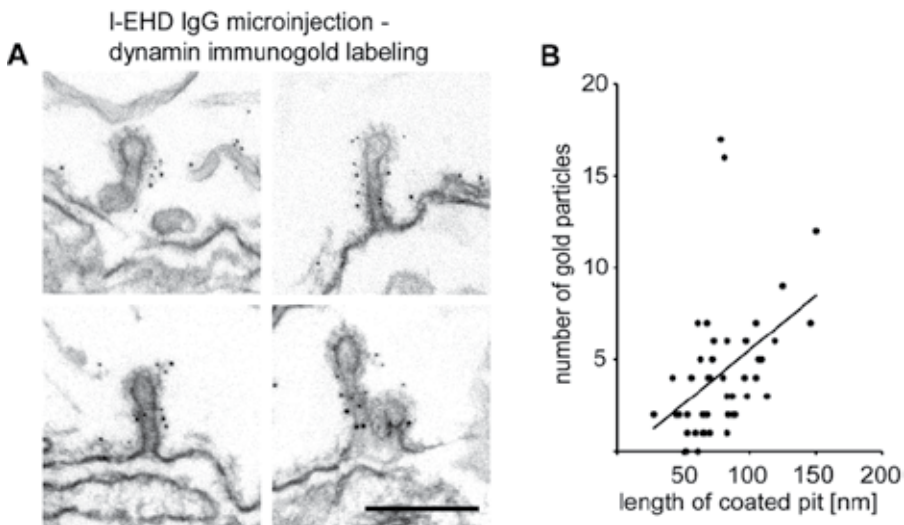 l-EHD IgG microinjection -
dynamin immunogold labeling
A
B
number of gold particles
20
15
10
5
50 100 150 200
length of coated pit [nm]